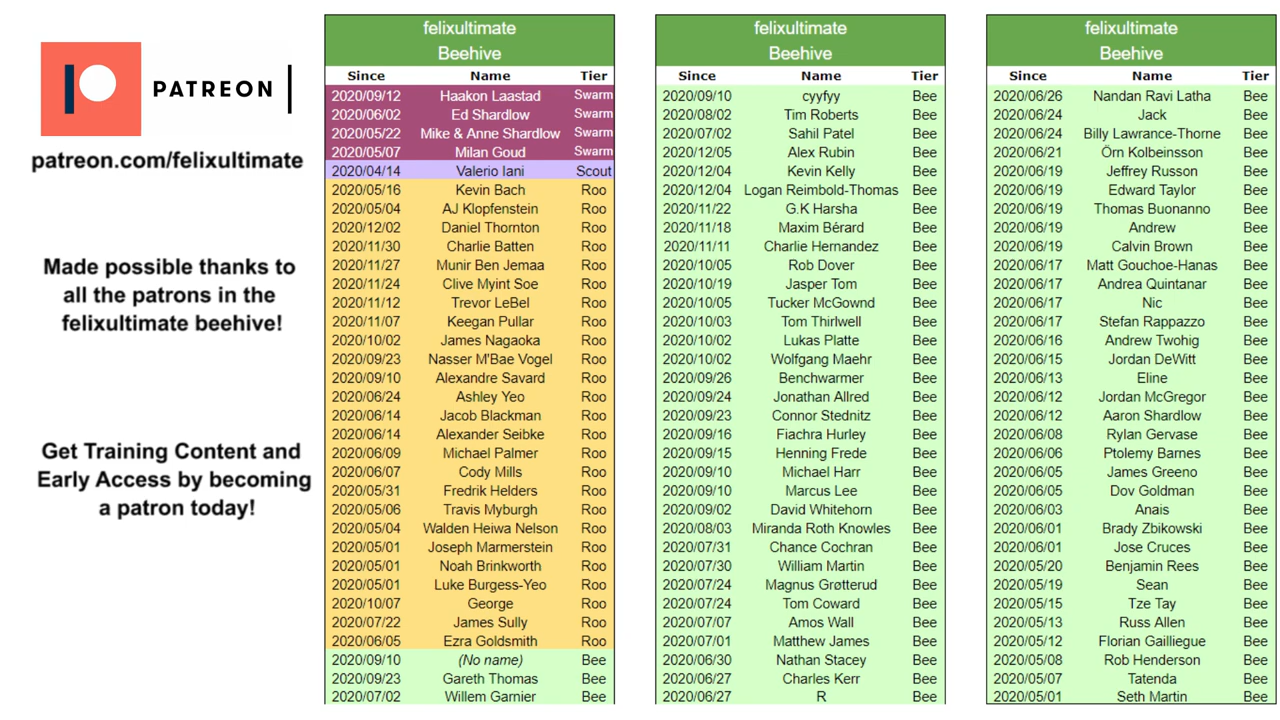 PATREON
patreon.com/felixultimate
Made possible thanks to
all the patrons in the
felixultimate beehive!
Get Training Content and
Early Access by becoming
a patron today!
felixultimate
Beehive
Since Name Tier
2020/09/12 Haakon Laastad Swarm
2020/06/02 Ed Shardlow Swarm
2020/05/22 Mike & Anne Shardlow Swarm
2020/05/07 Milan Goud Swarm
2020/04/14 Valerio Iani Scout
2020/05/16 Kevin Bach Roo
2020/05/04 AJ Klopfenstein Roo
2020/12/02 Daniel Thornton Roo
2020/11/30 Charlie Batten Roo
2020/11/27 Munir Ben Jemaa Roo
2020/11/24 Clive Myint Soe Roo
2020/11/12 Trevor LeBel Roo
2020/11/07 Keegan Pullar Roo
2020/10/02 James Nagaoka Roo
2020/09/23 Nasser M'Bae Vogel Roo
2020/09/10 Alexandre Savard Roo
2020/06/24 Ashley Yeo Roo
2020/06/14 Jacob Blackman Roo
2020/06/14 Alexander Seibke Roo
2020/06/09 Michael Palmer Roo
2020/06/07 Cody Mills Roo
2020/05/31 Fredrik Helders Roo
2020/05/06 Travis Myburgh Roo
2020/05/04 Walden Heiwa Nelson Roo
2020/05/01 Joseph Marmerstein Roo
2020/05/01 Noah Brinkworth Roo
2020/05/01 Luke Burgess-Yeo Roo
2020/10/07 George Roo
2020/07/22 James Sully Roo
2020/06/05 Ezra Goldsmith Roo
2020/09/10 (No name) Bee
2020/09/23 Gareth Thomas Bee
2020/07/02 Willem Garnier Bee
felixultimate
Beehive
Since Name Tier
2020/09/10 cyyfyy Bee
2020/08/02 Tim Roberts Bee
2020/07/02 Sahil Patel Bee
2020/12/05 Alex Rubin Bee
2020/12/04 Kevin Kelly Bee
2020/12/04 Logan Reimbold-Thomas Bee
2020/11/22 G.K Harsha Bee
2020/11/18 Maxim Bérard Bee
2020/11/11 Charlie Hernandez Bee
2020/10/05 Rob Dover Bee
2020/10/19 Jasper Tom Bee
2020/10/05 Tucker McGownd Bee
2020/10/03 Tom Thirlwell Bee
2020/10/02 Lukas Platte Bee
2020/10/02 Wolfgang Maehr Bee
2020/09/26 Benchwarmer Bee
2020/09/24 Jonathan Allred Bee
2020/09/23 Connor Stednitz Bee
2020/09/16 Fiachra Hurley Bee
2020/09/15 Henning Frede Bee
2020/09/10 Michael Harr Bee
2020/09/10 Marcus Lee Bee
2020/09/02 David Whitehorn Bee
2020/08/03 Miranda Roth Knowles Bee
2020/07/31 Chance Cochran Bee
2020/07/30 William Martin Bee
2020/07/24 Magnus Grøtterud Bee
2020/07/24 Tom Coward Bee
2020/07/07 Amos Wall Bee
2020/07/01 Matthew James Bee
2020/06/30 Nathan Stacey Bee
2020/06/27 Charles Kerr Bee
2020/06/27 R Bee
felixultimate
Beehive
Since Name Tier
2020/06/26 Nandan Ravi Latha Bee
2020/06/24 Jack Bee
2020/06/24 Billy Lawrance-Thorne Bee
2020/06/21 Örn Kolbeinsson Bee
2020/06/19 Jeffrey Russon Bee
2020/06/19 Edward Taylor Bee
2020/06/19 Thomas Buonanno Bee
2020/06/19 Andrew Bee
2020/06/19 Calvin Brown Bee
2020/06/17 Matt Gouchoe-Hanas Bee
2020/06/17 Andrea Quintanar Bee
2020/06/17 Nic Bee
2020/06/17 Stefan Rappazzo Bee
2020/06/16 Andrew Twohig Bee
2020/06/15 Jordan DeWitt Bee
2020/06/13 Eline Bee
2020/06/12 Jordan McGregor Bee
2020/06/12 Aaron Shardlow Bee
2020/06/08 Rylan Gervase Bee
2020/06/06 Ptolemy Barnes Bee
2020/06/05 James Greeno Bee
2020/06/05 Dov Goldman Bee
2020/06/03 Anais Bee
2020/06/01 Brady Zbikowski Bee
2020/06/01 Jose Cruces Bee
2020/05/20 Benjamin Rees Bee
2020/05/19 Sean Bee
2020/05/15 Tze Tay Bee
2020/05/13 Russ Allen Bee
2020/05/12 Florian Gailliegue Bee
2020/05/08 Rob Henderson Bee
2020/05/07 Tatenda Bee
2020/05/01 Seth Martin Bee